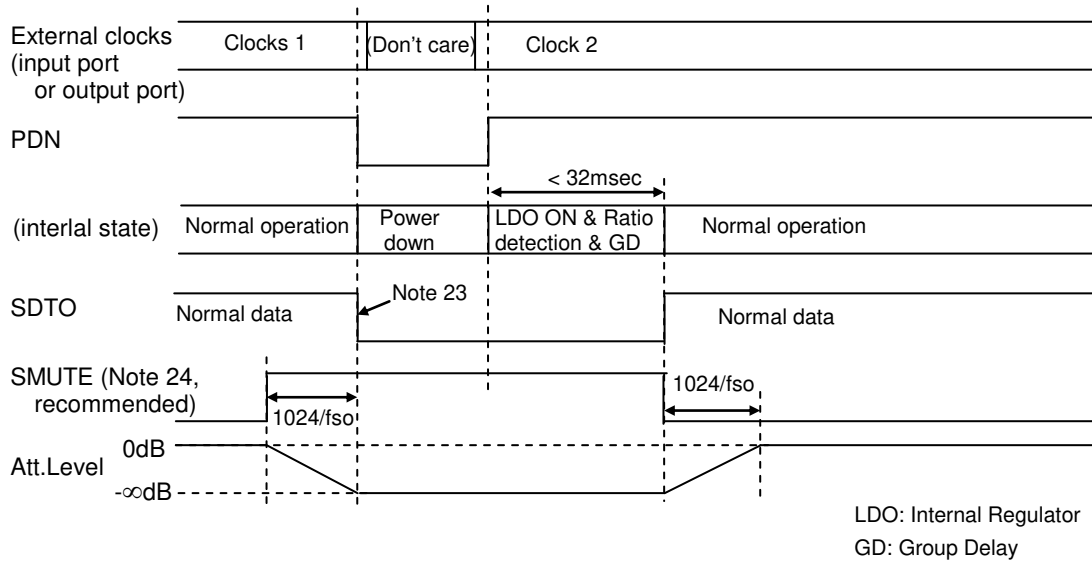 External clocks
(input port
or output port)
Clocks 1
(Don't care)
Clock 2
PDN
< 32msec
(interlal state)
Normal operation
Power
down
LDO ON & Ratio
detection & GD
Normal operation
SDTO
Normal data
Note 23
Normal data
SMUTE (Note 24,
recommended)
1024/fso
1024/fso
Att.Level
0dB
-∞dB
LDO: Internal Regulator
GD: Group Delay